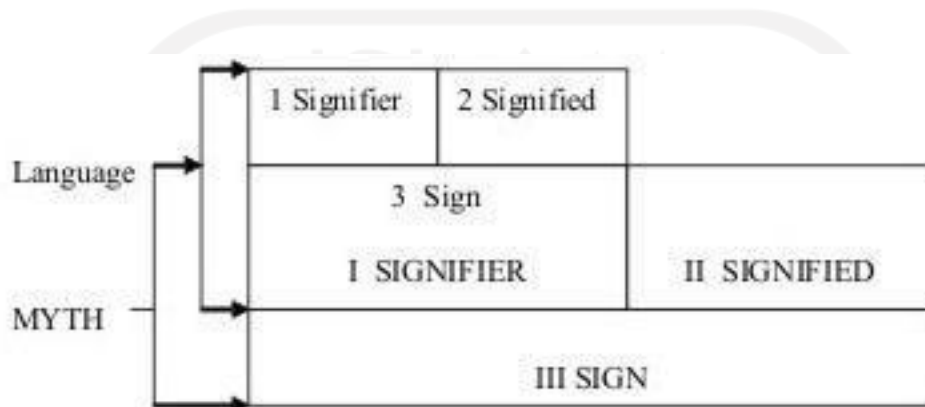 1 Signifier
2 Signified
Language
3 Sign
I SIGNIFIER
II SIGNIFIED
MYTH
III SIGN